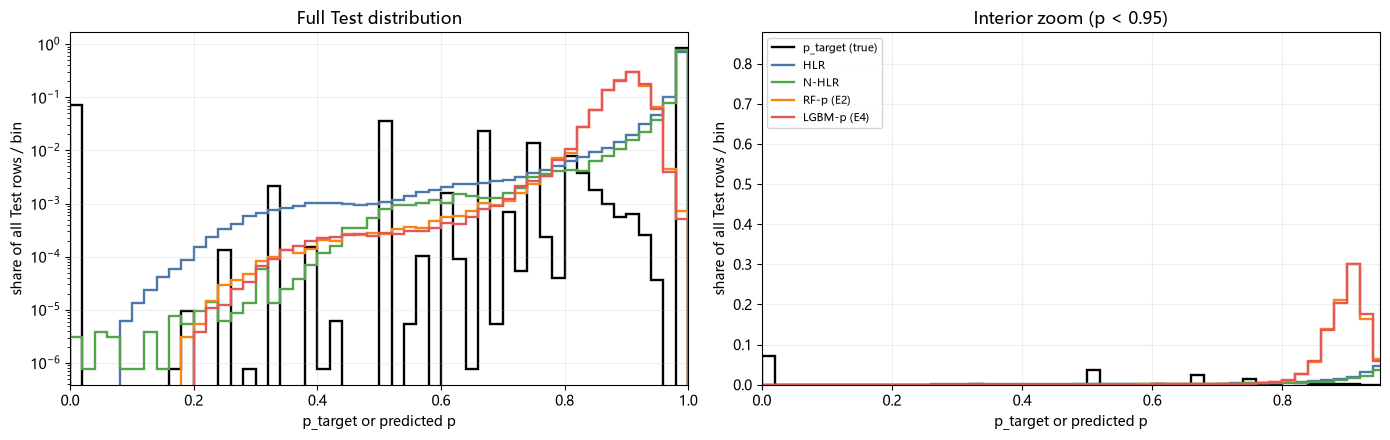 Full Test distribution
share of all Test rows / bin
10⁰
10⁻¹
10⁻²
10⁻³
10⁻⁴
10⁻⁵
10⁻⁶
0.0 0.2 0.4 0.6 0.8 1.0
p_target or predicted p
Interior zoom (p < 0.95)
share of all Test rows / bin
0.8
0.7
0.6
0.5
0.4
0.3
0.2
0.1
0.0
p_target (true)
HLR
N-HLR
RF-p (E2)
LGBM-p (E4)
0.0 0.2 0.4 0.6 0.8
p_target or predicted p